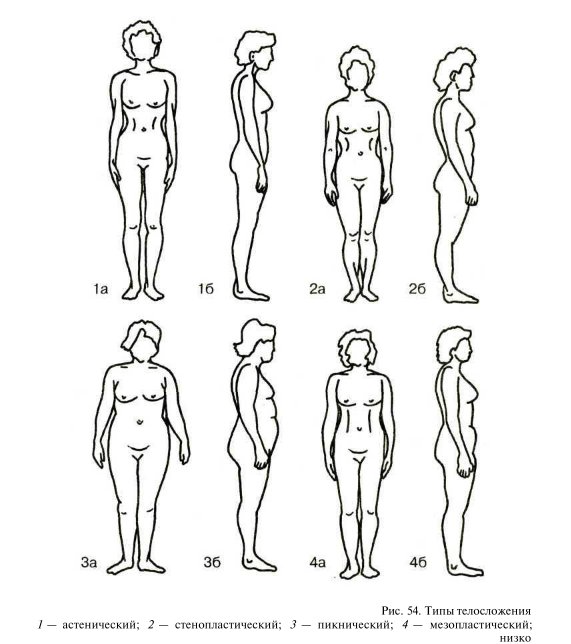 1а 1б 2а 2б
3а 3б 4а 4б
Рис. 54. Типы телосложения
1 — астенический; 2 — стенопластический; 3 — пикнический; 4 — мезопластический;
низко